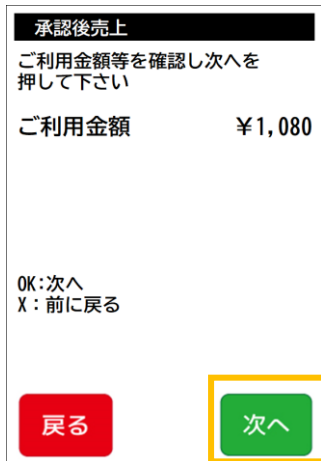 承認後売上
ご利用金額等を確認し次へを
押して下さい
ご利用金額 ￥1,080
OK:次へ
X：前に戻る
戻る 次へ